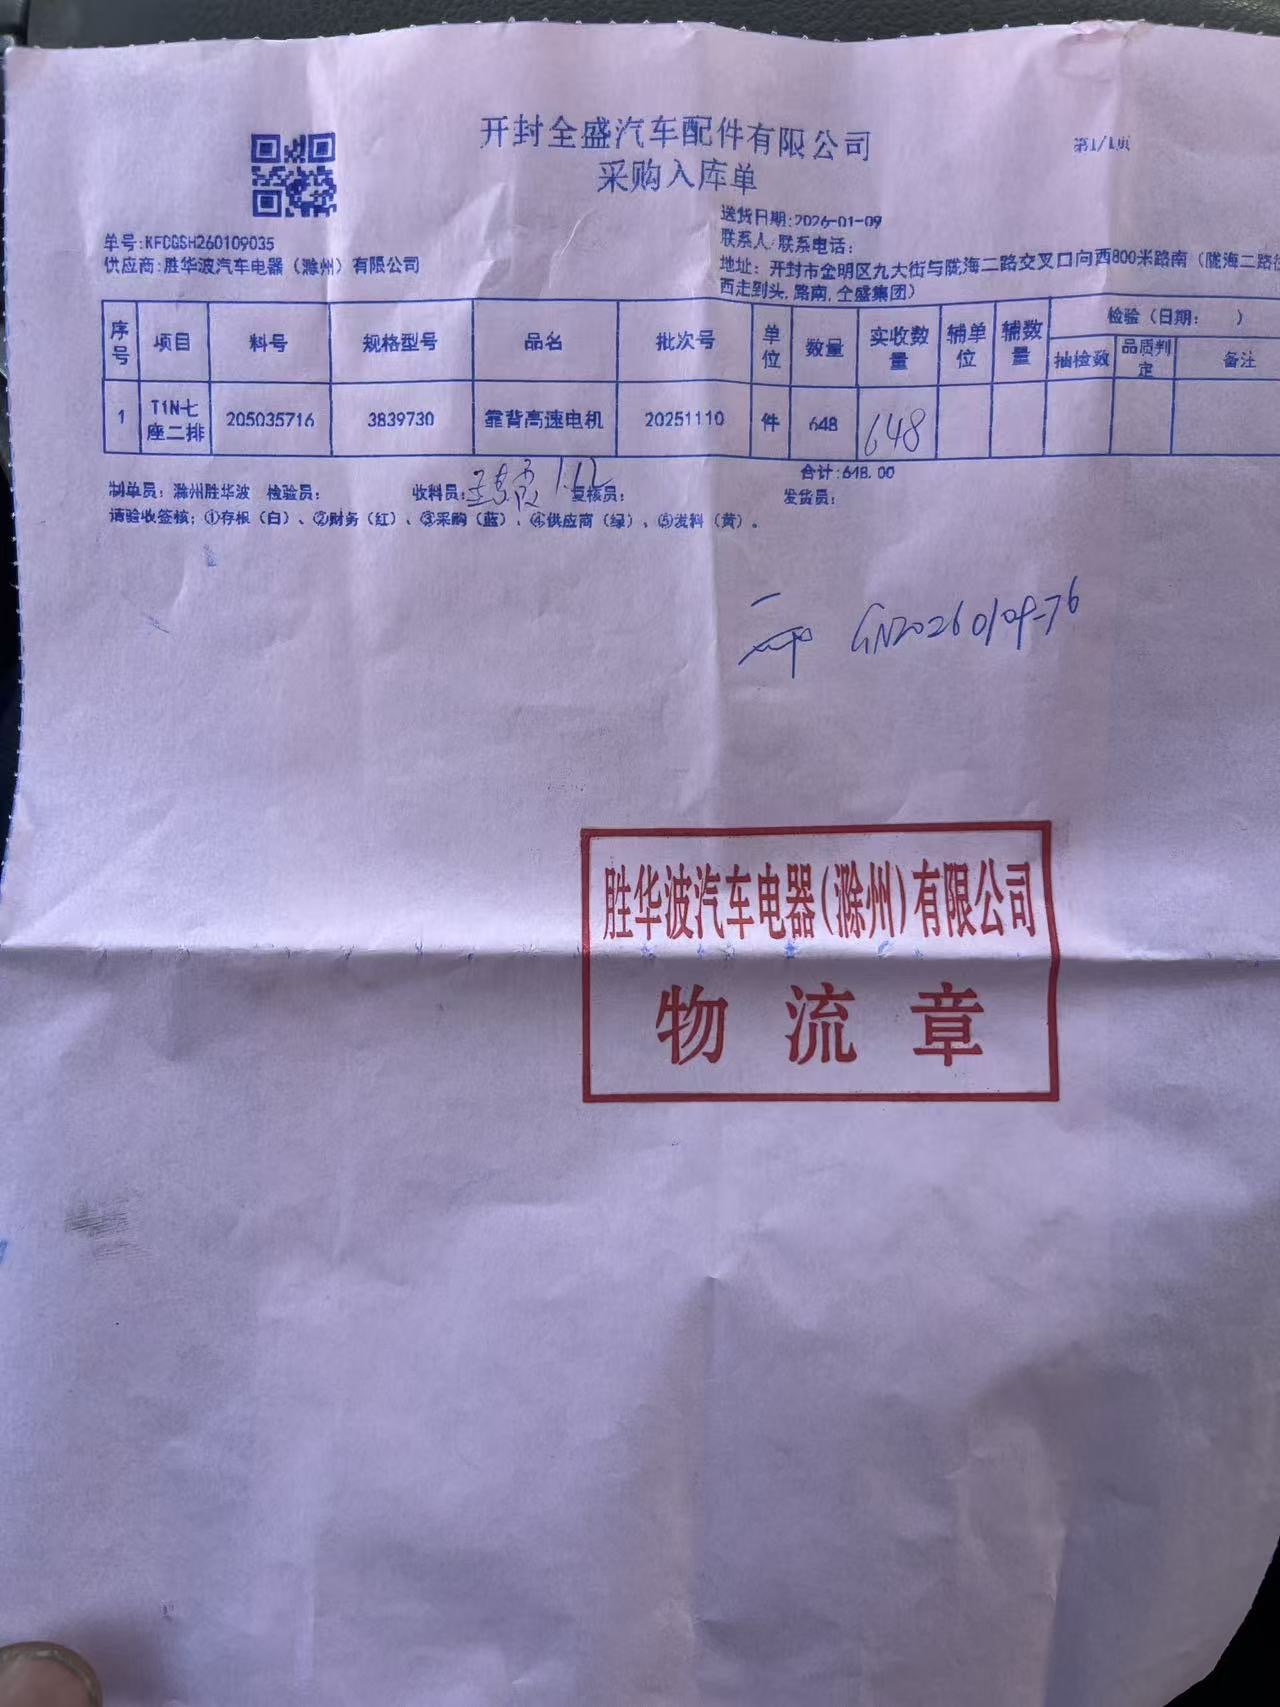 开封全盛汽车配件有限公司
采购入库单
第1/1页
送货日期:2026-01-09
单号:KFCGSH260109035
联系人/联系电话:
供应商:胜华波汽车电器（滁州）有限公司
地址: 开封市金明区九大街与陇海二路交叉口向西800米路南（陇海二路
西走到头,路南,全盛集团）
序号 项目 料号 规格型号 品名 批次号 单位 数量 实收数量 辅单位 辅数量 检验（日期: ）
抽检数 品质判定 备注
1 T1N七座二排 205035716 3839730 靠背高速电机 20251110 件 648 648
合计:648.00
制单员: 滁州胜华波 检验员: 收料员: 1.12 复核员: 发货员:
请验收签核: ①存根（白）、②财务（红）、③采购（蓝）、④供应商（绿）、⑤发料（黄）。
GN20260109-76
胜华波汽车电器(滁州)有限公司
物流章